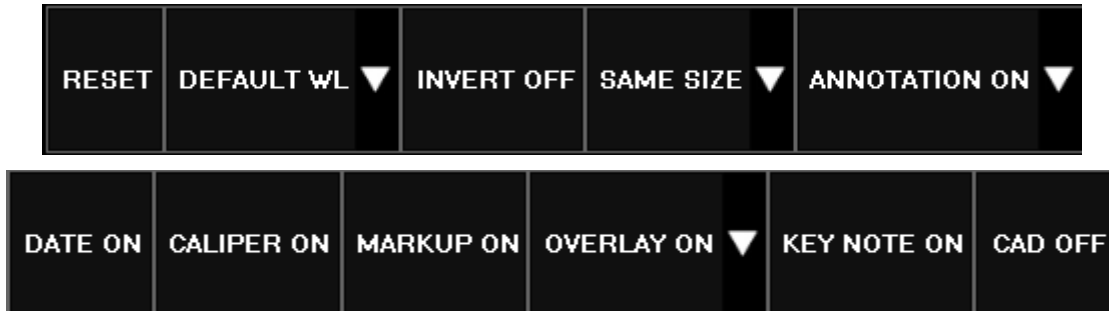 RESET DEFAULT WL INVERT OFF SAME SIZE ANNOTATION ON
DATE ON CALIPER ON MARKUP ON OVERLAY ON KEY NOTE ON CAD OFF